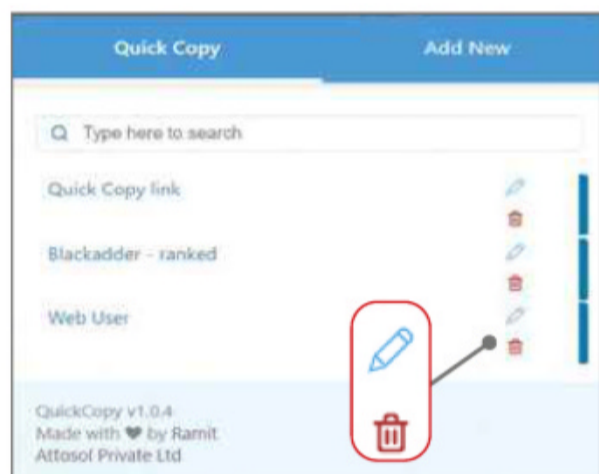 Quick Copy
Add New
Type here to search
Quick Copy link
Blackadder - ranked
Web User
QuickCopy v1.0.4
Made with ♥ by Ramit
Attosol Private Ltd